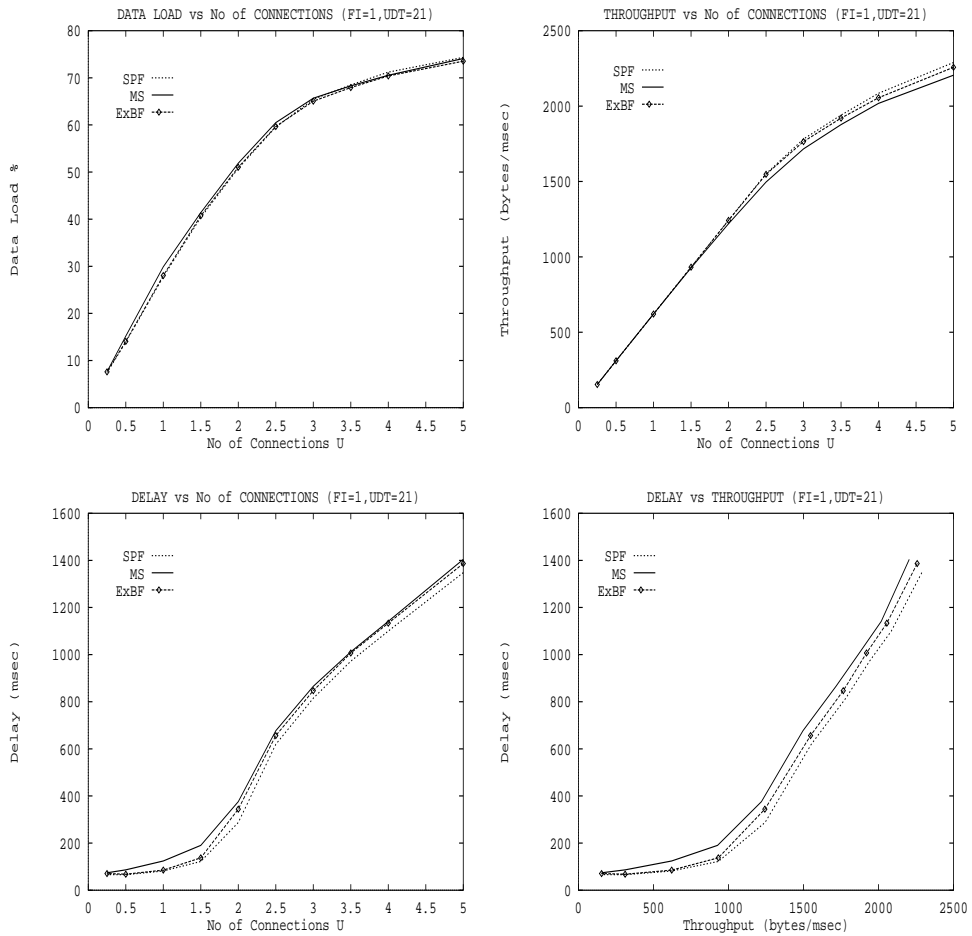 DATA LOAD vs No of CONNECTIONS (FI=1,UDT=21)
80
70
60
50
40
30
20
10
0
Data Load %
SPF
MS
ExBF
0 0.5 1 1.5 2 2.5 3 3.5 4 4.5 5
No of Connections U
THROUGHPUT vs No of CONNECTIONS (FI=1,UDT=21)
2500
2000
1500
1000
500
0
Throughput (bytes/msec)
SPF
MS
ExBF
0 0.5 1 1.5 2 2.5 3 3.5 4 4.5 5
No of Connections U
DELAY vs No of CONNECTIONS (FI=1,UDT=21)
1600
1400
1200
1000
800
600
400
200
0
Delay (msec)
SPF
MS
ExBF
0 0.5 1 1.5 2 2.5 3 3.5 4 4.5 5
No of Connections U
DELAY vs THROUGHPUT (FI=1,UDT=21)
1600
1400
1200
1000
800
600
400
200
0
Delay (msec)
SPF
MS
ExBF
0 500 1000 1500 2000 2500
Throughput (bytes/msec)